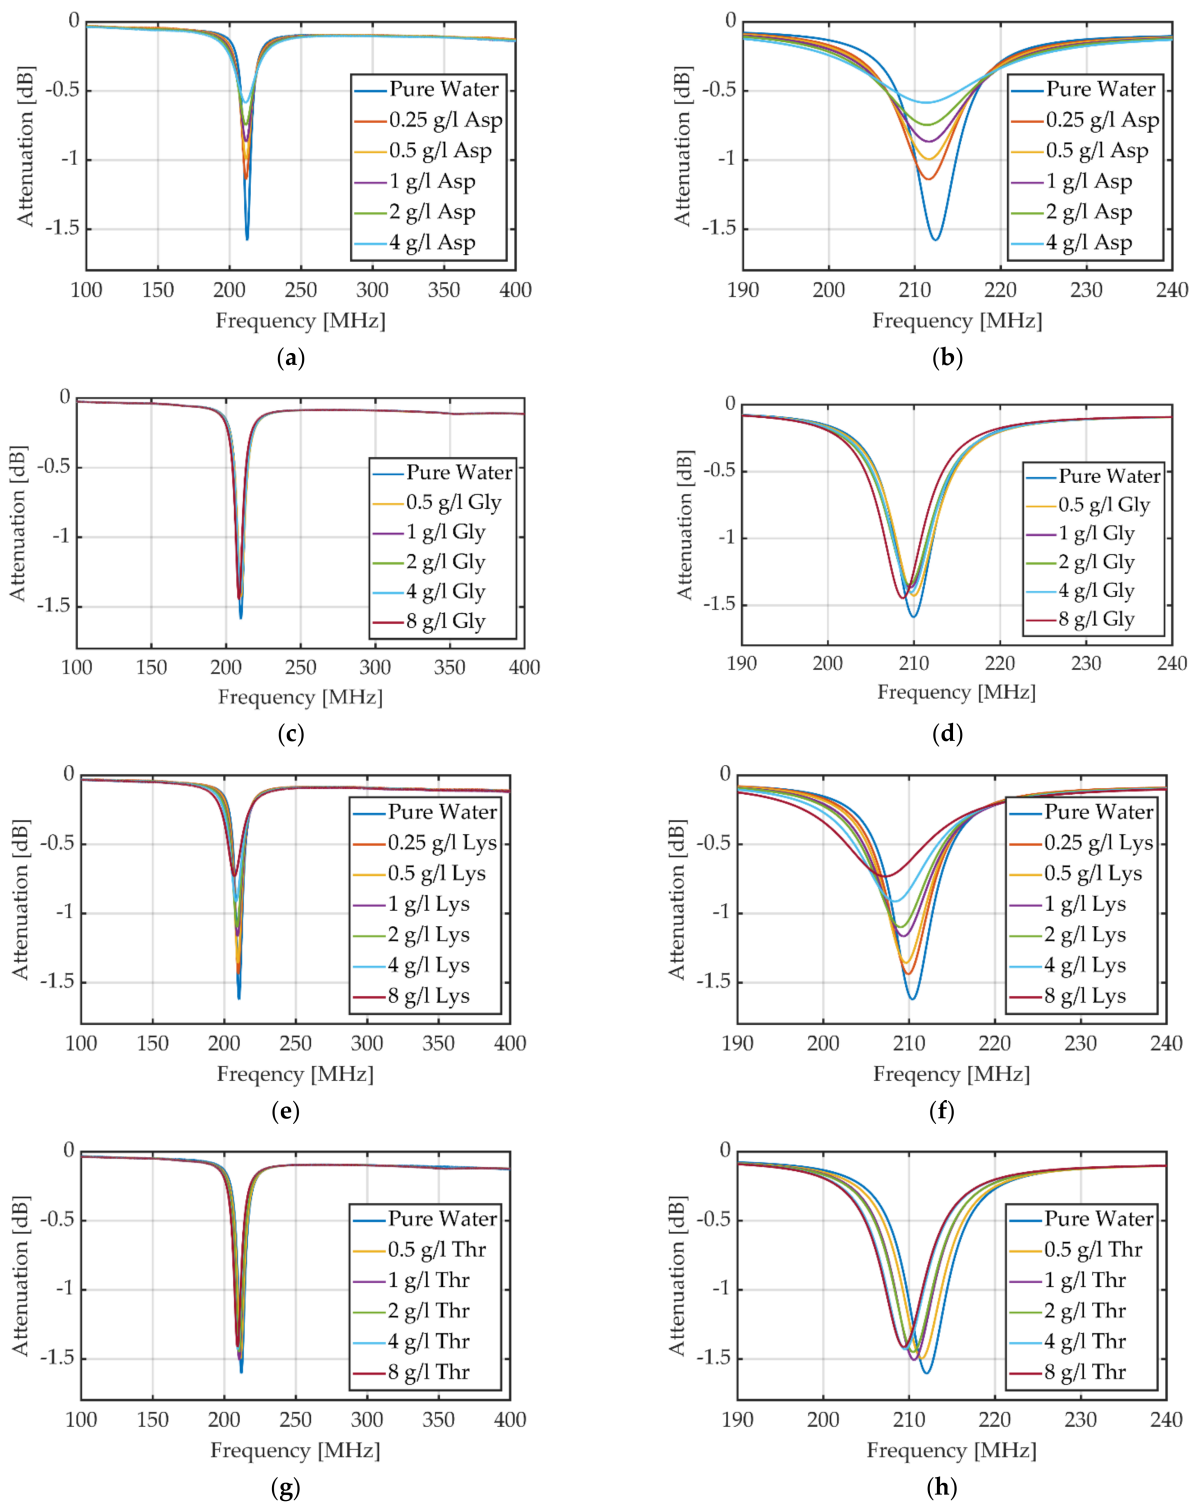 0
-0.5
-1
-1.5
Attenuation [dB]
Pure Water
0.25 g/l Asp
0.5 g/l Asp
1 g/l Asp
2 g/l Asp
4 g/l Asp
100 150 200 250 300 350 400
Frequency [MHz]
(a)
0
-0.5
-1
-1.5
Attenuation [dB]
Pure Water
0.25 g/l Asp
0.5 g/l Asp
1 g/l Asp
2 g/l Asp
4 g/l Asp
190 200 210 220 230 240
Frequency [MHz]
(b)
0
-0.5
-1
-1.5
Attenuation [dB]
Pure Water
0.5 g/l Gly
1 g/l Gly
2 g/l Gly
4 g/l Gly
8 g/l Gly
100 150 200 250 300 350 400
Frequency [MHz]
(c)
0
-0.5
-1
-1.5
Attenuation [dB]
Pure Water
0.5 g/l Gly
1 g/l Gly
2 g/l Gly
4 g/l Gly
8 g/l Gly
190 200 210 220 230 240
Frequency [MHz]
(d)
0
-0.5
-1
-1.5
Attenuation [dB]
Pure Water
0.25 g/l Lys
0.5 g/l Lys
1 g/l Lys
2 g/l Lys
4 g/l Lys
8 g/l Lys
100 150 200 250 300 350 400
Freqency [MHz]
(e)
0
-0.5
-1
-1.5
Attenuation [dB]
Pure Water
0.25 g/l Lys
0.5 g/l Lys
1 g/l Lys
2 g/l Lys
4 g/l Lys
8 g/l Lys
190 200 210 220 230 240
Freqency [MHz]
(f)
0
-0.5
-1
-1.5
Attenuation [dB]
Pure Water
0.5 g/l Thr
1 g/l Thr
2 g/l Thr
4 g/l Thr
8 g/l Thr
100 150 200 250 300 350 400
Frequency [MHz]
(g)
0
-0.5
-1
-1.5
Attenuation [dB]
Pure Water
0.5 g/l Thr
1 g/l Thr
2 g/l Thr
4 g/l Thr
8 g/l Thr
190 200 210 220 230 240
Frequency [MHz]
(h)